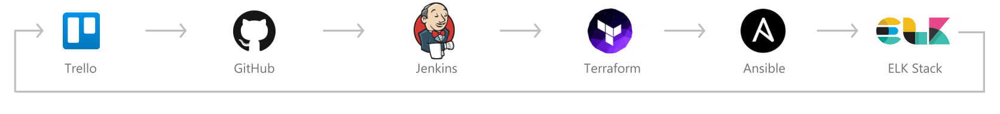 Trello
GitHub
Jenkins
Terraform
Ansible
ELK Stack